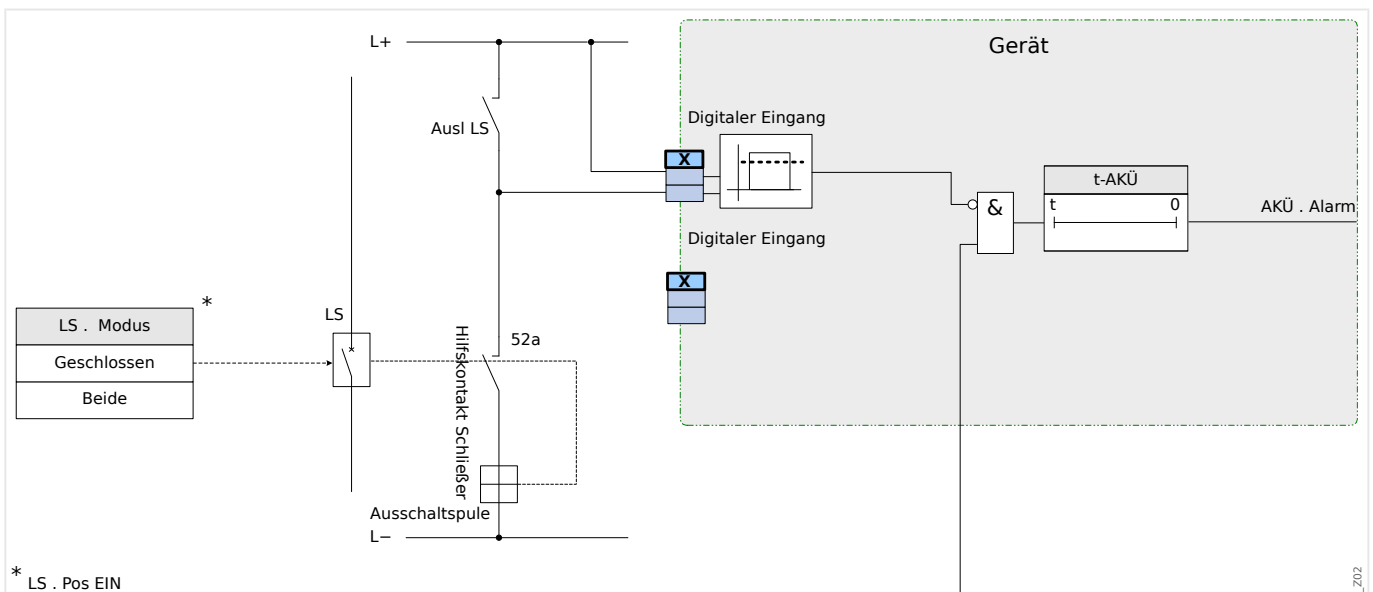 L+
Gerät
Digitaler Eingang
Ausl LS
X
t-AKÜ
t 0
&
AKÜ . Alarm
Digitaler Eingang
X
*
LS . Modus
Geschlossen
Beide
LS
52a
Hilfskontakt Schließer
Ausschaltspule
L−
* LS . Pos EIN
_Z02